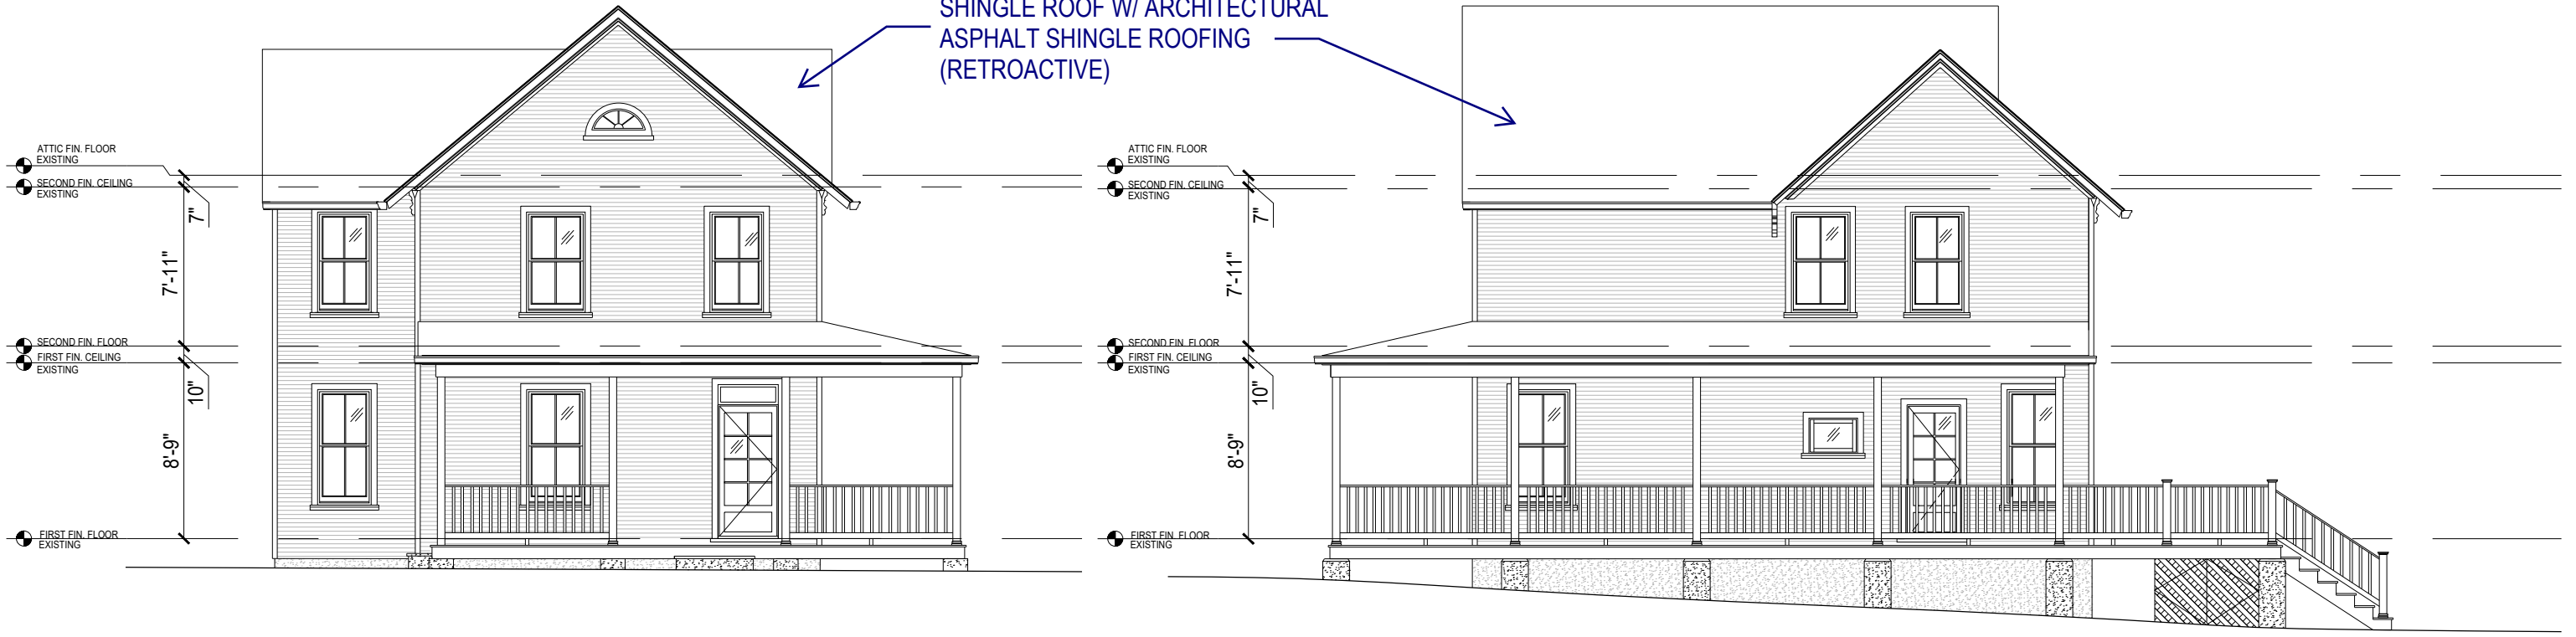 SHINGLE ROOF W/ ARCHITECTURAL
ASPHALT SHINGLE ROOFING
(RETROACTIVE)
ATTIC FIN. FLOOR
EXISTING
SECOND FIN. CEILING
EXISTING
7"
7'-11"
SECOND FIN. FLOOR
FIRST FIN. CEILING
EXISTING
10"
8'-9"
FIRST FIN. FLOOR
EXISTING
ATTIC FIN. FLOOR
EXISTING
SECOND FIN. CEILING
EXISTING
7"
7'-11"
SECOND FIN. FLOOR
FIRST FIN. CEILING
EXISTING
10"
8'-9"
FIRST FIN. FLOOR
EXISTING